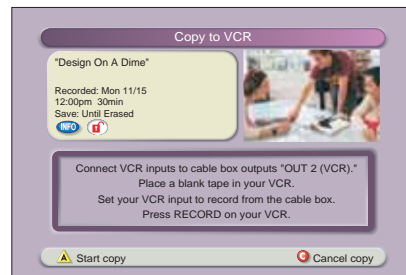 Copy to VCR
"Design On A Dime"
Recorded: Mon 11/15
12:00pm 30min
Save: Until Erased
INFO
Connect VCR inputs to cable box outputs "OUT 2 (VCR)."
Place a blank tape in your VCR.
Set your VCR input to record from the cable box.
Press RECORD on your VCR.
A Start copy
C Cancel copy